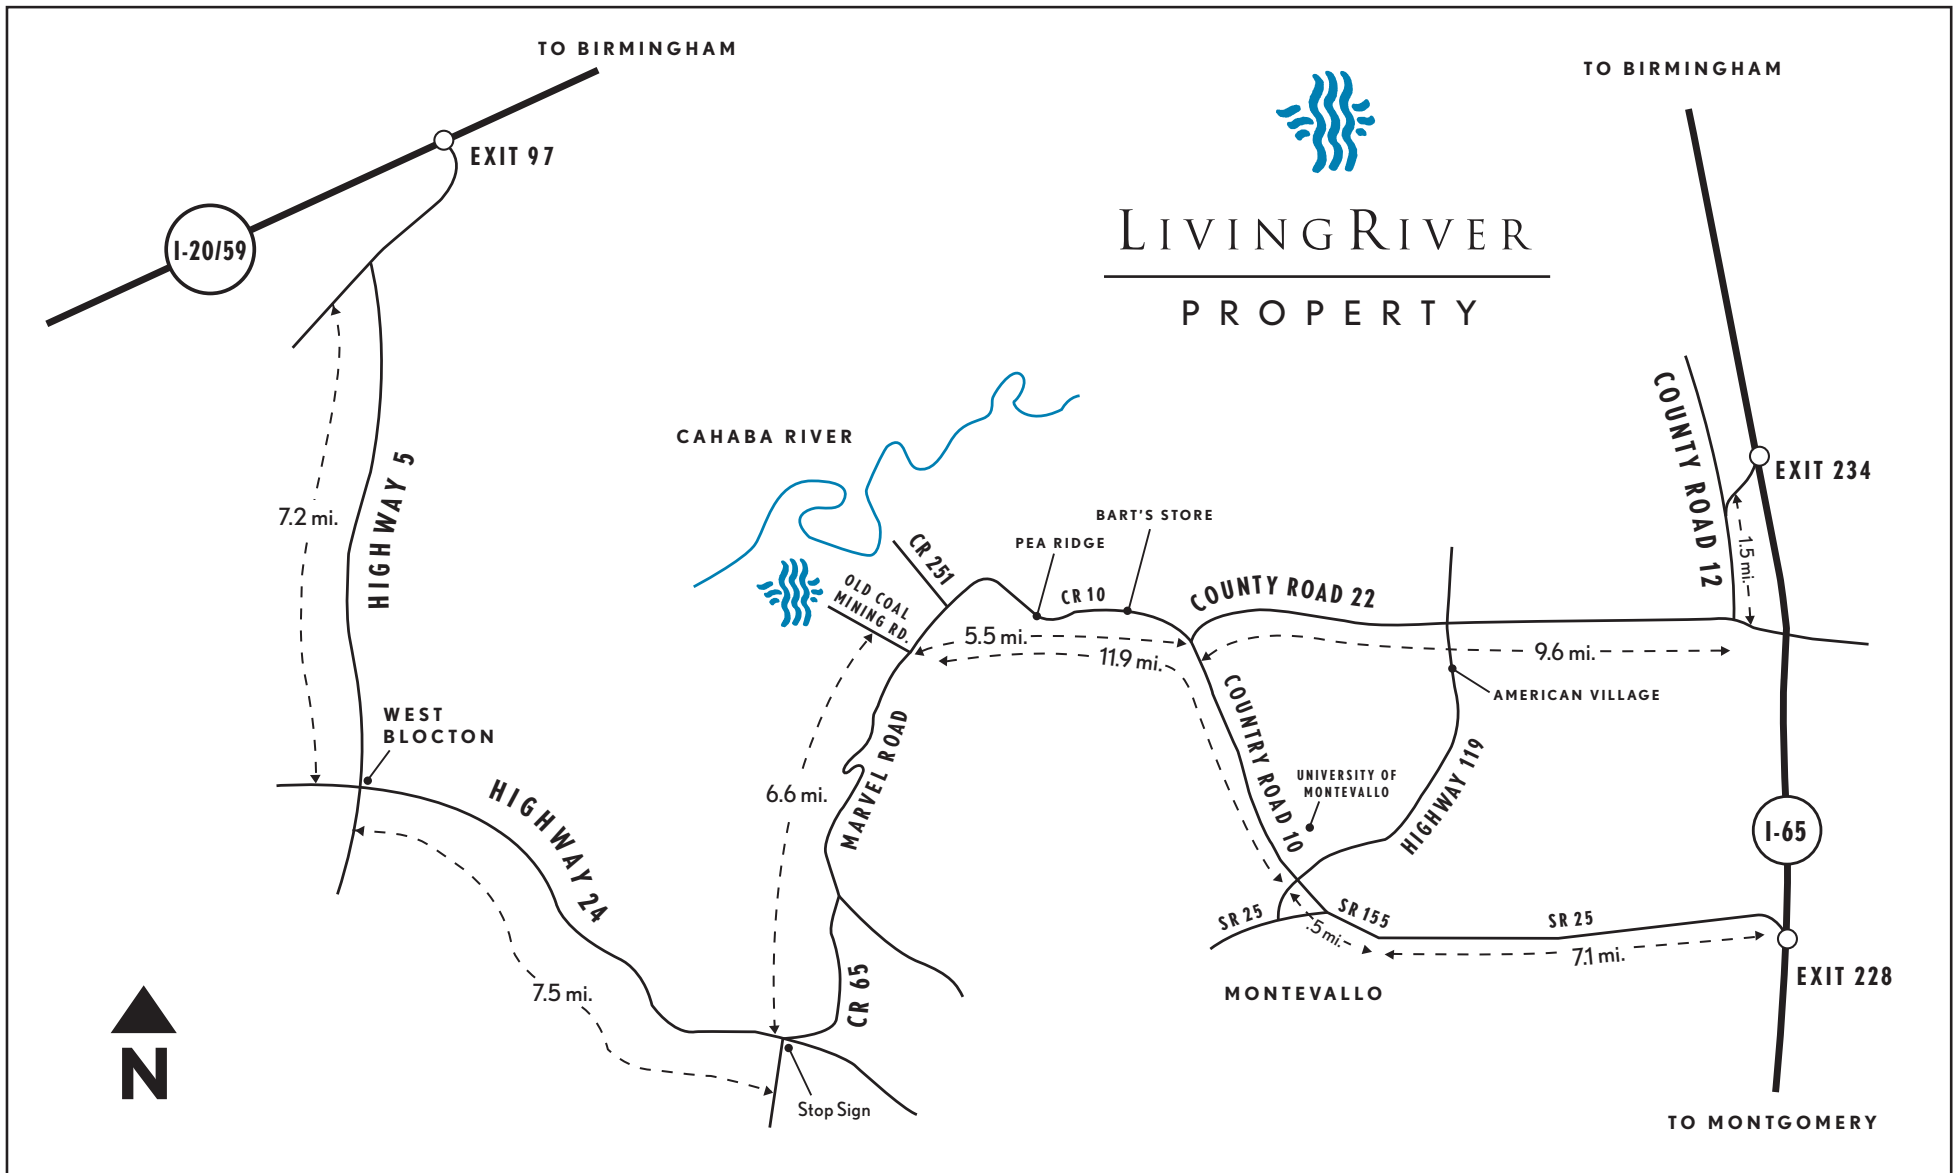 TO BIRMINGHAM
TO BIRMINGHAM
EXIT 97
I-20/59
LIVINGRIVER
PROPERTY
COUNTY ROAD 12
EXIT 234
1.5 mi.
CAHABA RIVER
HIGHWAY 5
7.2 mi.
BART'S STORE
PEA RIDGE
CR 251
OLD COAL
MINING RD.
CR 10
COUNTY ROAD 22
5.5 mi.
11.9 mi.
9.6 mi.
AMERICAN VILLAGE
WEST
BLOCTON
HIGHWAY 24
6.6 mi.
MARVEL ROAD
COUNTRY ROAD 10
UNIVERSITY OF
MONTEVALLO
HIGHWAY 119
I-65
SR 25
SR 155
SR 25
.5 mi.
7.1 mi.
EXIT 228
MONTEVALLO
7.5 mi.
CR 65
N
Stop Sign
TO MONTGOMERY